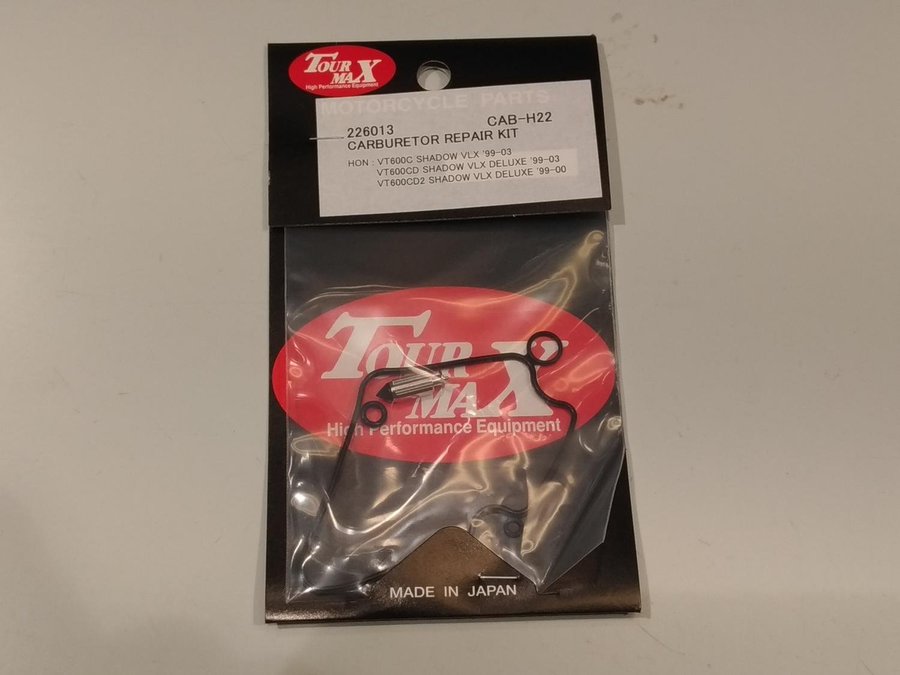 TOUR
MAX
High Performance Equipment
MOTORCYCLE PARTS
226013 CAB-H22
CARBURETOR REPAIR KIT
HON : VT600C SHADOW VLX '99-03
VT600CD SHADOW VLX DELUXE '99-03
VT600CD2 SHADOW VLX DELUXE '99-00
TOUR
MAX
High Performance Equipment
MADE IN JAPAN